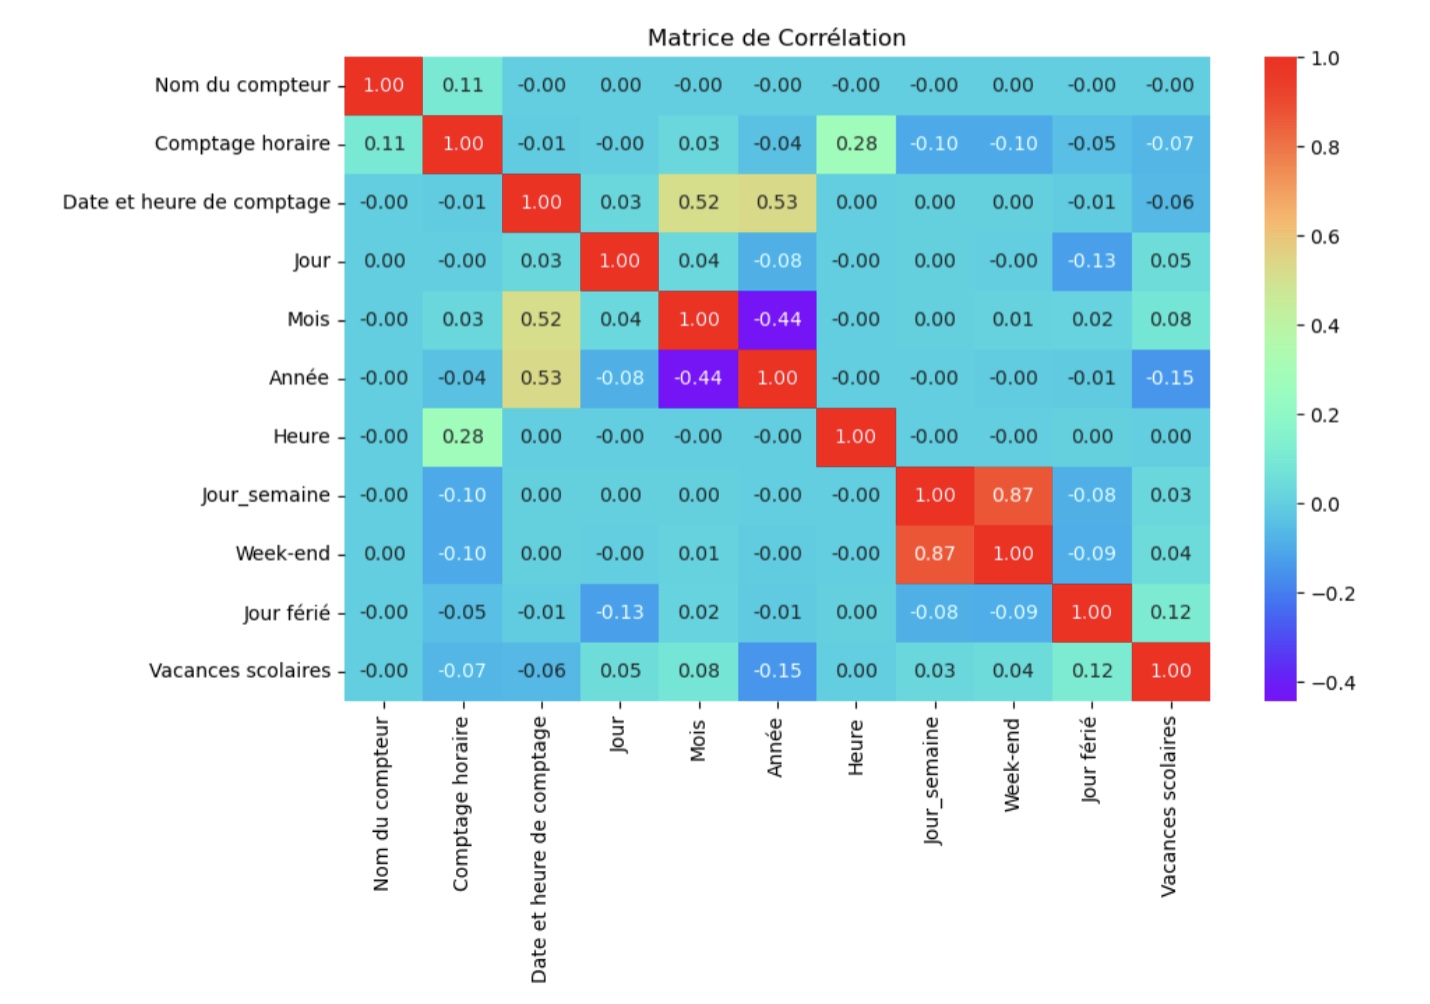 Matrice de Corrélation
Nom du compteur 1.00 0.11 -0.00 0.00 -0.00 -0.00 -0.00 -0.00 0.00 -0.00 -0.00
Comptage horaire 0.11 1.00 -0.01 -0.00 0.03 -0.04 0.28 -0.10 -0.10 -0.05 -0.07
Date et heure de comptage -0.00 -0.01 1.00 0.03 0.52 0.53 0.00 0.00 0.00 -0.01 -0.06
Jour 0.00 -0.00 0.03 1.00 0.04 -0.08 -0.00 0.00 -0.00 -0.13 0.05
Mois -0.00 0.03 0.52 0.04 1.00 -0.44 -0.00 0.00 0.01 0.02 0.08
Année -0.00 -0.04 0.53 -0.08 -0.44 1.00 -0.00 -0.00 -0.00 -0.01 -0.15
Heure -0.00 0.28 0.00 -0.00 -0.00 -0.00 1.00 -0.00 -0.00 0.00 0.00
Jour_semaine -0.00 -0.10 0.00 0.00 0.00 -0.00 -0.00 1.00 0.87 -0.08 0.03
Week-end 0.00 -0.10 0.00 -0.00 0.01 -0.00 -0.00 0.87 1.00 -0.09 0.04
Jour férié -0.00 -0.05 -0.01 -0.13 0.02 -0.01 0.00 -0.08 -0.09 1.00 0.12
Vacances scolaires -0.00 -0.07 -0.06 0.05 0.08 -0.15 0.00 0.03 0.04 0.12 1.00
Nom du compteur
Comptage horaire
Date et heure de comptage
Jour
Mois
Année
Heure
Jour_semaine
Week-end
Jour férié
Vacances scolaires
1.0
0.8
0.6
0.4
0.2
0.0
−0.2
−0.4